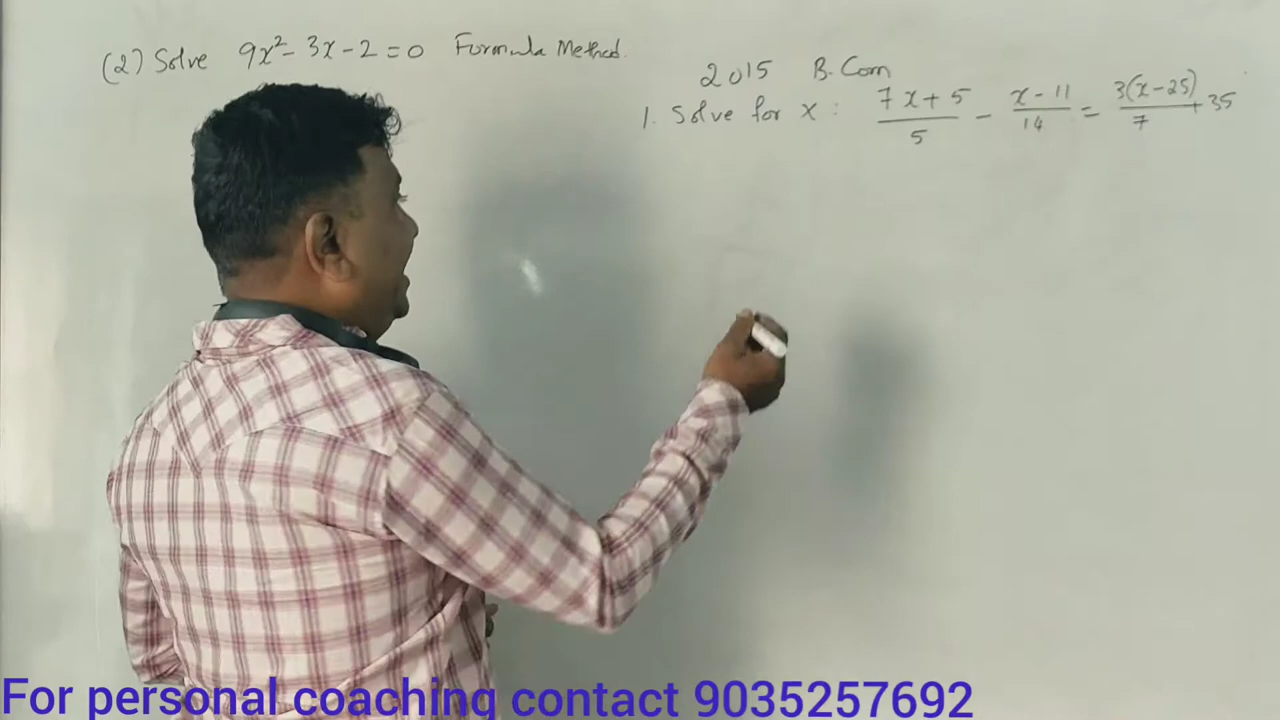 (2) Solve 9x² - 3x - 2 = 0 Formula Method.
2015 B.Com
1. Solve for x : (7x + 5)/5 - (x - 11)/14 = 3(x - 25)/7 + 35
For personal coaching contact 9035257692